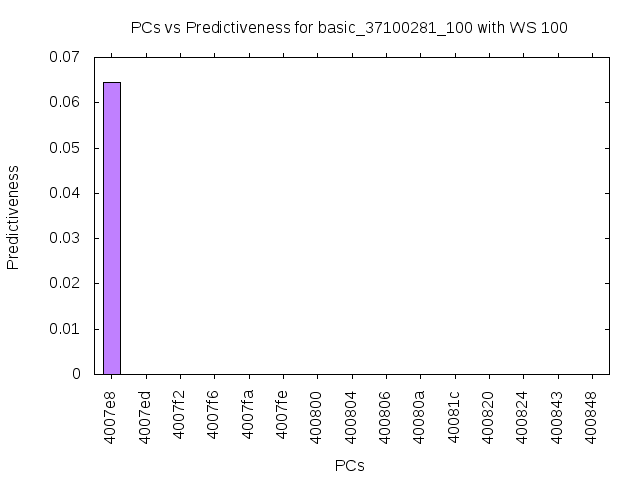 PCs vs Predictiveness for basic_37100281_100 with WS 100
Predictiveness
0.07
0.06
0.05
0.04
0.03
0.02
0.01
0
4007e8
4007ed
4007f2
4007f6
4007fa
4007fe
400800
400804
400806
40080a
40081c
400820
400824
400843
400848
PCs